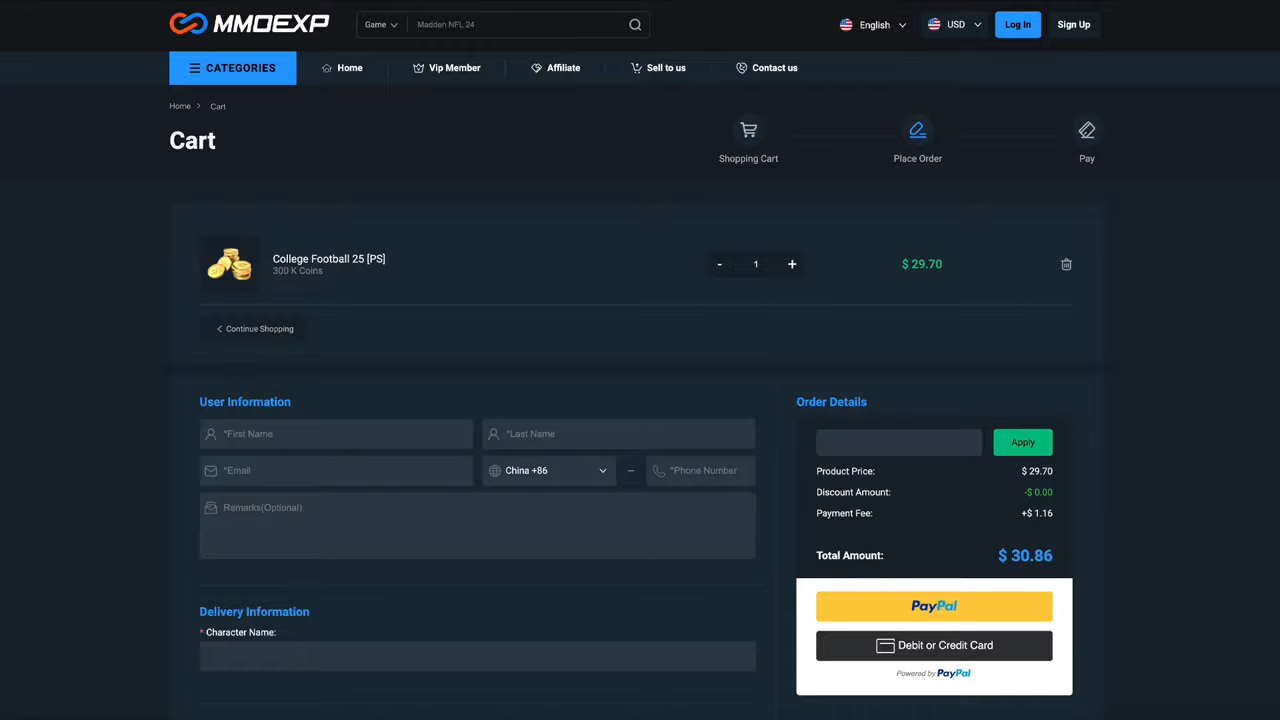 MMOEXP
Game
Madden NFL 24
English
USD
Log In
Sign Up
CATEGORIES
Home
Vip Member
Affiliate
Sell to us
Contact us
Home > Cart
Cart
Shopping Cart
Place Order
Pay
College Football 25 [PS]
300 K Coins
- 1 +
$ 29.70
< Continue Shopping
User Information
*First Name
*Last Name
*Email
China +86
–
*Phone Number
Remarks(Optional)
Delivery Information
* Character Name:
Order Details
Apply
Product Price: $ 29.70
Discount Amount: -$ 0.00
Payment Fee: +$ 1.16
Total Amount: $ 30.86
PayPal
Debit or Credit Card
Powered by PayPal